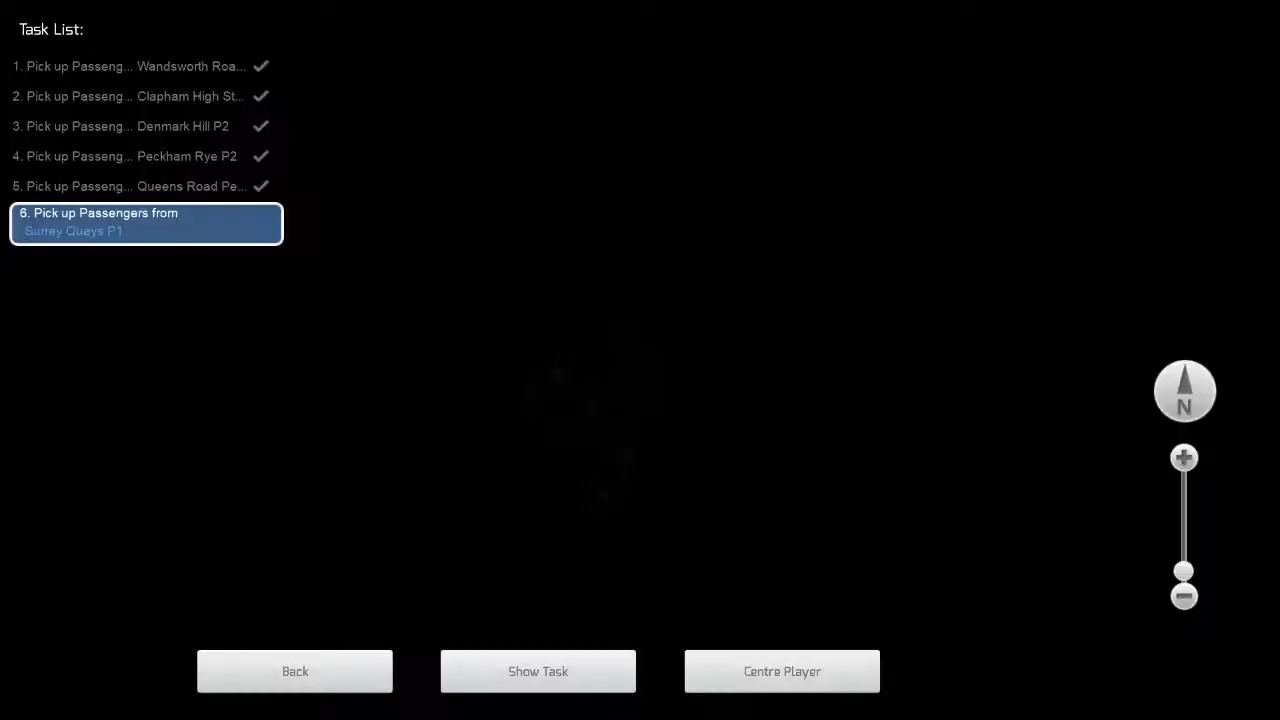 Task List:
1. Pick up Passeng... Wandsworth Roa...
2. Pick up Passeng... Clapham High St...
3. Pick up Passeng... Denmark Hill P2
4. Pick up Passeng... Peckham Rye P2
5. Pick up Passeng... Queens Road Pe...
6. Pick up Passengers from
Surrey Quays P1
N
Back
Show Task
Centre Player